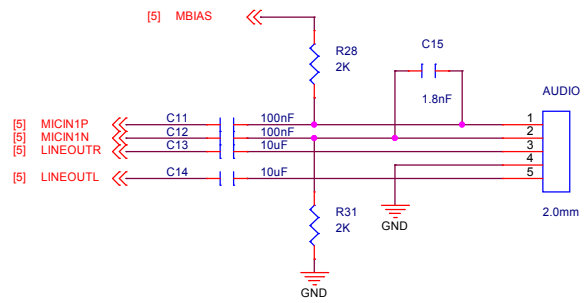 [5] MBIAS
R28
2K
C15
1.8nF
AUDIO
[5] MICIN1P C11 100nF 1
[5] MICIN1N C12 100nF 2
[5] LINEOUTR C13 10uF 3
4
[5] LINEOUTL C14 10uF 5
R31
2K
GND
2.0mm
GND